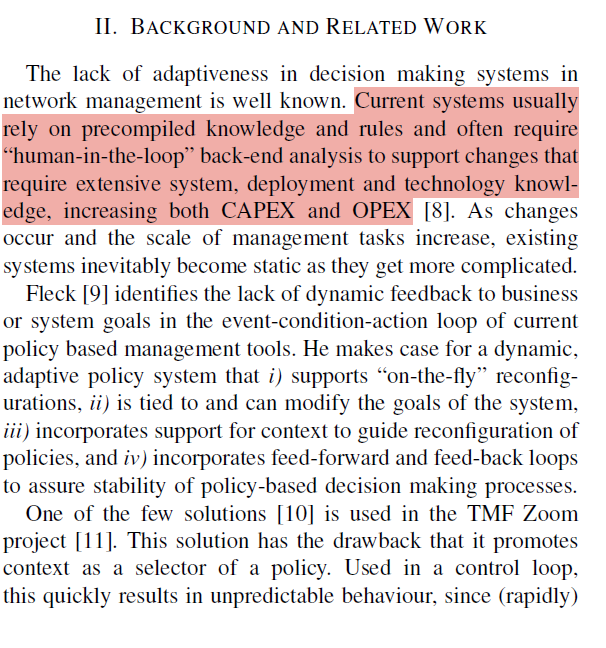 II. BACKGROUND AND RELATED WORK
The lack of adaptiveness in decision making systems in
network management is well known. Current systems usually
rely on precompiled knowledge and rules and often require
“human-in-the-loop” back-end analysis to support changes that
require extensive system, deployment and technology knowl-
edge, increasing both CAPEX and OPEX [8]. As changes
occur and the scale of management tasks increase, existing
systems inevitably become static as they get more complicated.
Fleck [9] identifies the lack of dynamic feedback to business
or system goals in the event-condition-action loop of current
policy based management tools. He makes case for a dynamic,
adaptive policy system that i) supports “on-the-fly” reconfig-
urations, ii) is tied to and can modify the goals of the system,
iii) incorporates support for context to guide reconfiguration of
policies, and iv) incorporates feed-forward and feed-back loops
to assure stability of policy-based decision making processes.
One of the few solutions [10] is used in the TMF Zoom
project [11]. This solution has the drawback that it promotes
context as a selector of a policy. Used in a control loop,
this quickly results in unpredictable behaviour, since (rapidly)